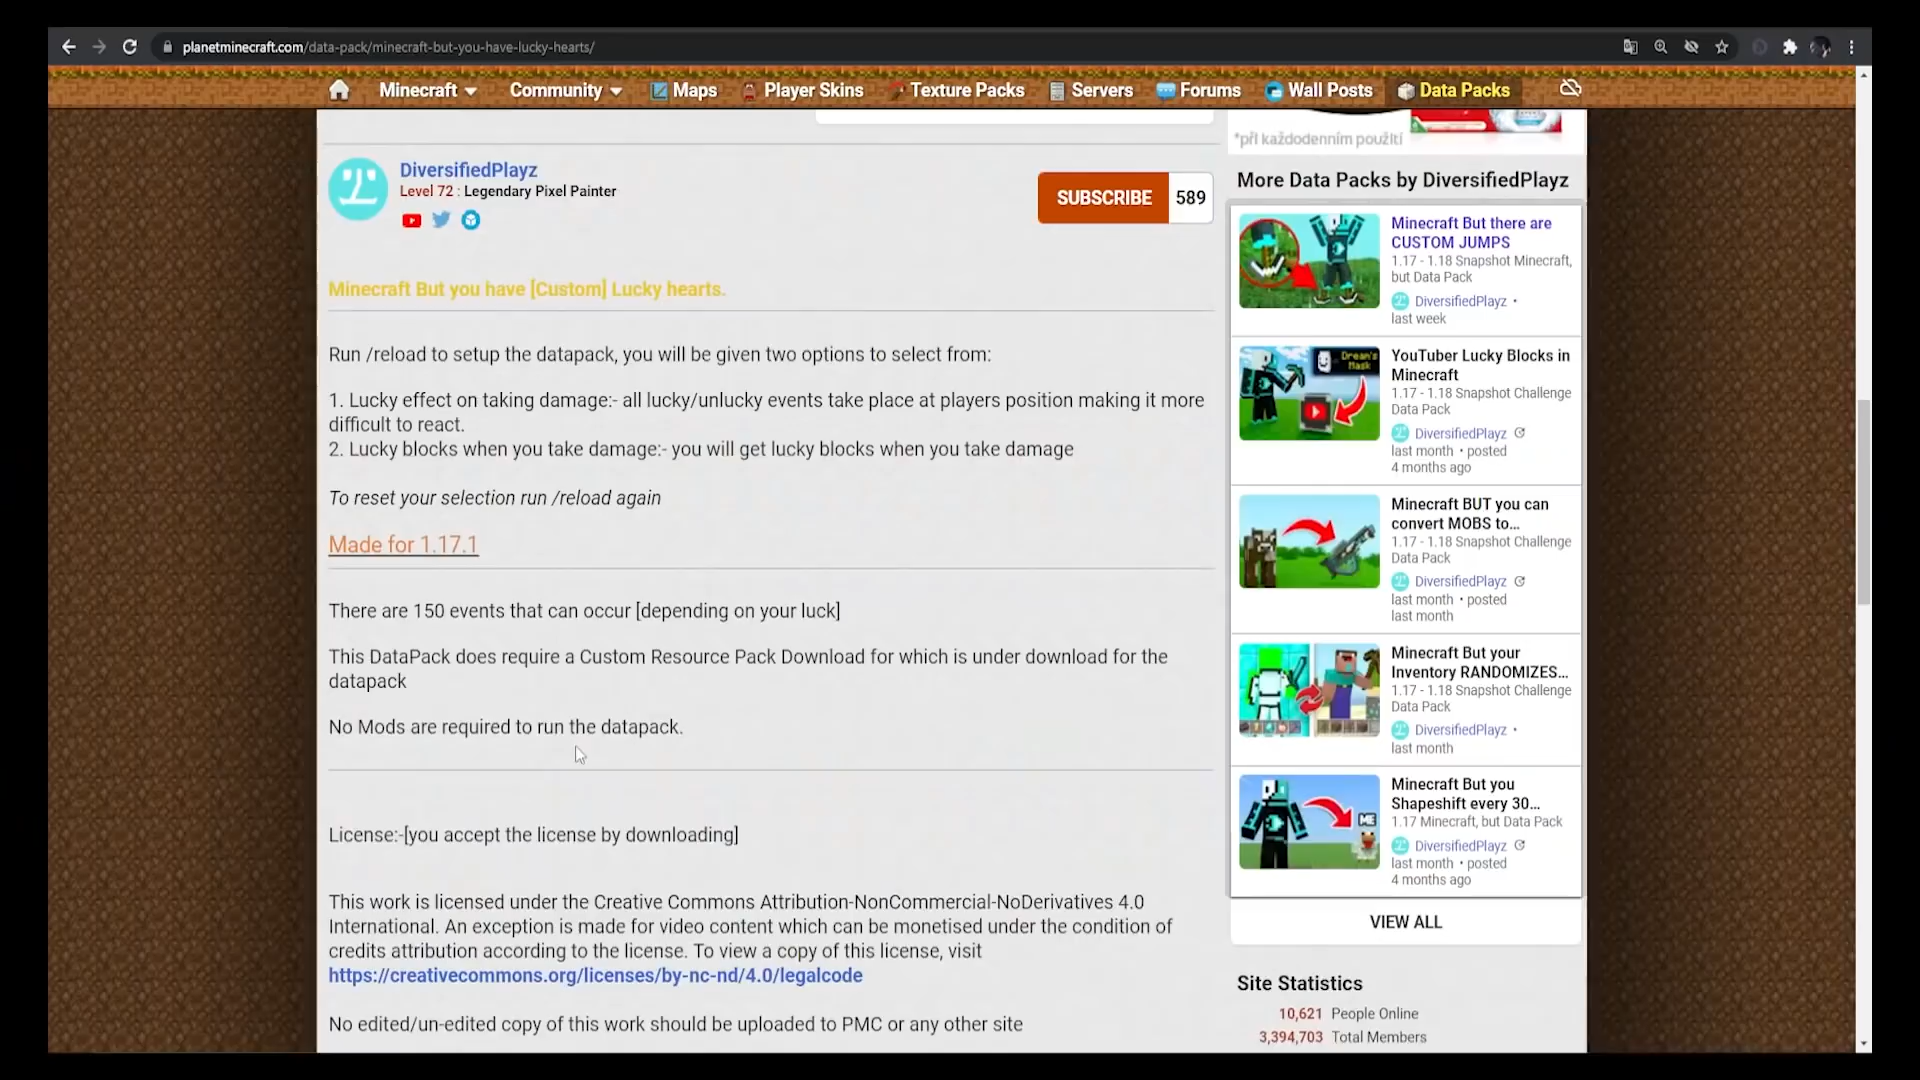 planetminecraft.com/data-pack/minecraft-but-you-have-lucky-hearts/
Minecraft
Community
Maps
Player Skins
Texture Packs
Servers
Forums
Wall Posts
Data Packs
DiversifiedPlayz
Level 72 : Legendary Pixel Painter
SUBSCRIBE 589
Minecraft But you have [Custom] Lucky hearts.
Run /reload to setup the datapack, you will be given two options to select from:
1. Lucky effect on taking damage:- all lucky/unlucky events take place at players position making it more
difficult to react.
2. Lucky blocks when you take damage:- you will get lucky blocks when you take damage
To reset your selection run /reload again
Made for 1.17.1
There are 150 events that can occur [depending on your luck]
This DataPack does require a Custom Resource Pack Download for which is under download for the
datapack
No Mods are required to run the datapack.
License:-[you accept the license by downloading]
This work is licensed under the Creative Commons Attribution-NonCommercial-NoDerivatives 4.0
International. An exception is made for video content which can be monetised under the condition of
credits attribution according to the license. To view a copy of this license, visit
https://creativecommons.org/licenses/by-nc-nd/4.0/legalcode
No edited/un-edited copy of this work should be uploaded to PMC or any other site
*při každodenním použití
More Data Packs by DiversifiedPlayz
Minecraft But there are
CUSTOM JUMPS
1.17 - 1.18 Snapshot Minecraft,
but Data Pack
DiversifiedPlayz •
last week
Dream's
Mask
YouTuber Lucky Blocks in
Minecraft
1.17 - 1.18 Snapshot Challenge
Data Pack
DiversifiedPlayz
last month • posted
4 months ago
Minecraft BUT you can
convert MOBS to...
1.17 - 1.18 Snapshot Challenge
Data Pack
DiversifiedPlayz
last month • posted
last month
Minecraft But your
Inventory RANDOMIZES...
1.17 - 1.18 Snapshot Challenge
Data Pack
DiversifiedPlayz •
last month
ME
Minecraft But you
Shapeshift every 30...
1.17 Minecraft, but Data Pack
DiversifiedPlayz
last month • posted
4 months ago
VIEW ALL
Site Statistics
10,621 People Online
3,394,703 Total Members